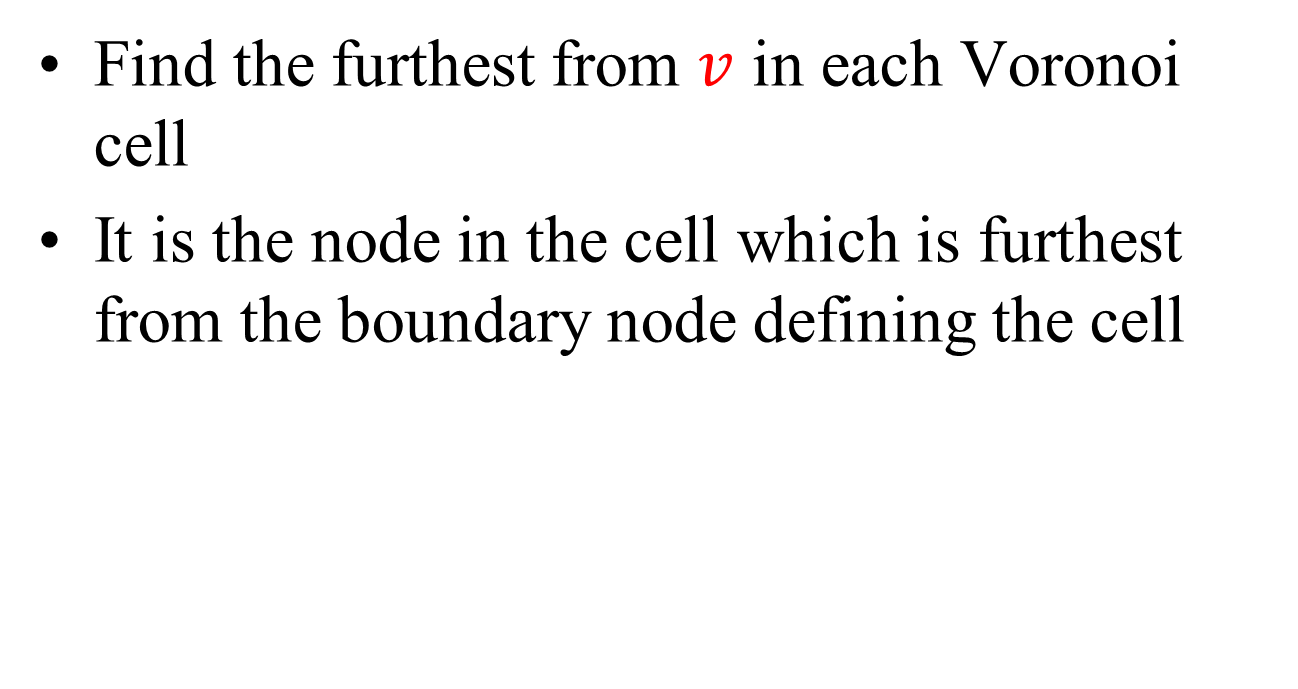 • Find the furthest from 𝑣 in each Voronoi
cell
• It is the node in the cell which is furthest
from the boundary node defining the cell